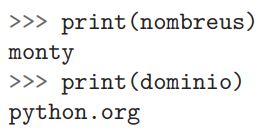 >>> print(nombreus)
monty
>>> print(dominio)
python.org